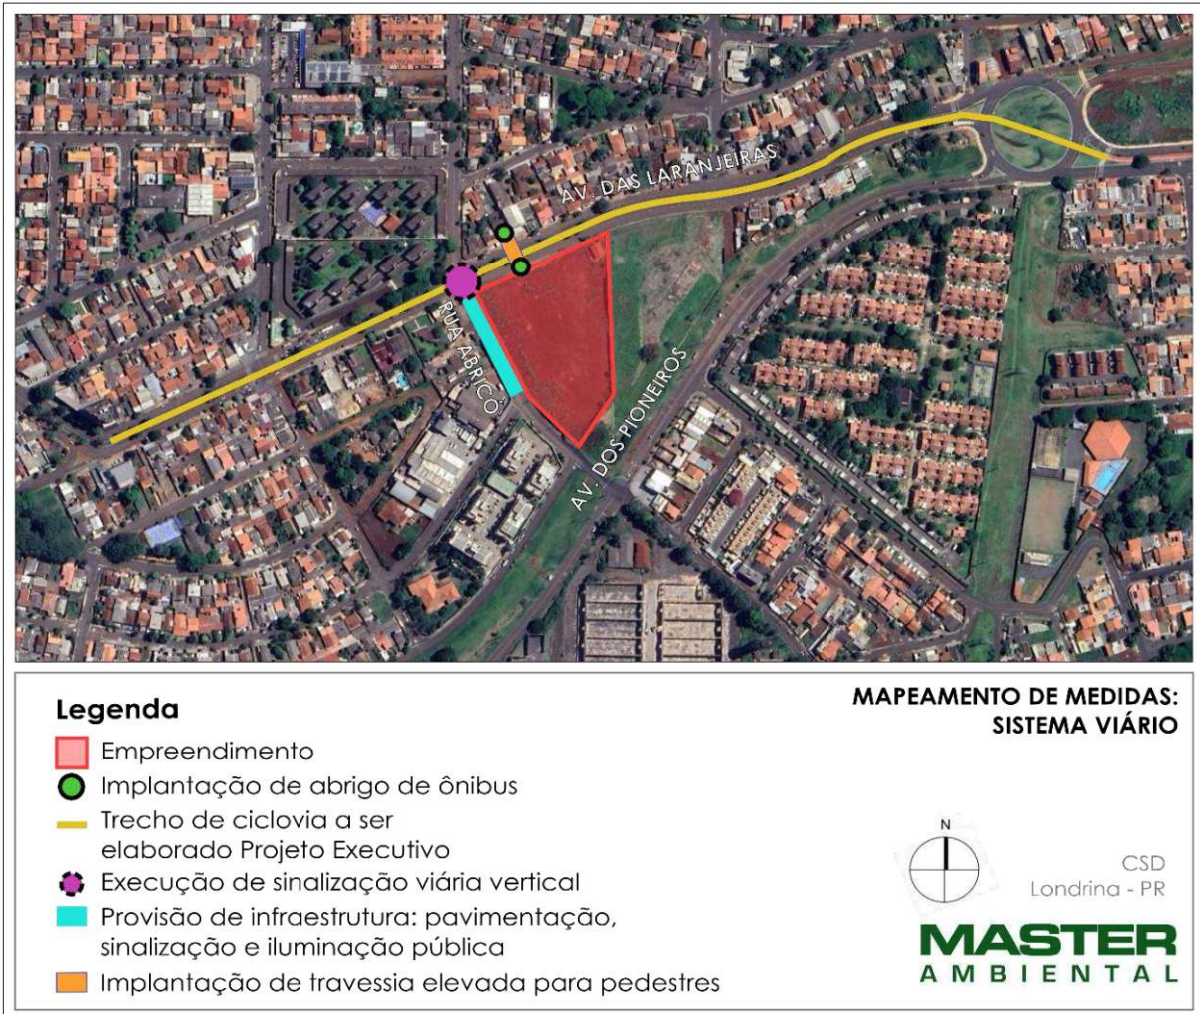 AV. DAS LARANJEIRAS
RUA ABRICÓ
AV. DOS PIONEIROS
Legenda
Empreendimento
Implantação de abrigo de ônibus
Trecho de ciclovia a ser
elaborado Projeto Executivo
Execução de sinalização viária vertical
Provisão de infraestrutura: pavimentação,
sinalização e iluminação pública
Implantação de travessia elevada para pedestres
MAPEAMENTO DE MEDIDAS:
SISTEMA VIÁRIO
N
CSD
Londrina - PR
MASTER
AMBIENTAL